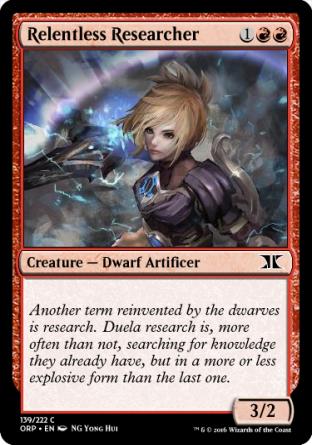 Relentless Researcher 1
Creature — Dwarf Artificer
Another term reinvented by the dwarves
is research. Duela research is, more
often than not, searching for knowledge
they already have, but in a more or less
explosive form than the last one.
3/2
139/222 C
ORP • EN NG Yong Hui
™ & © 2016 Wizards of the Coast